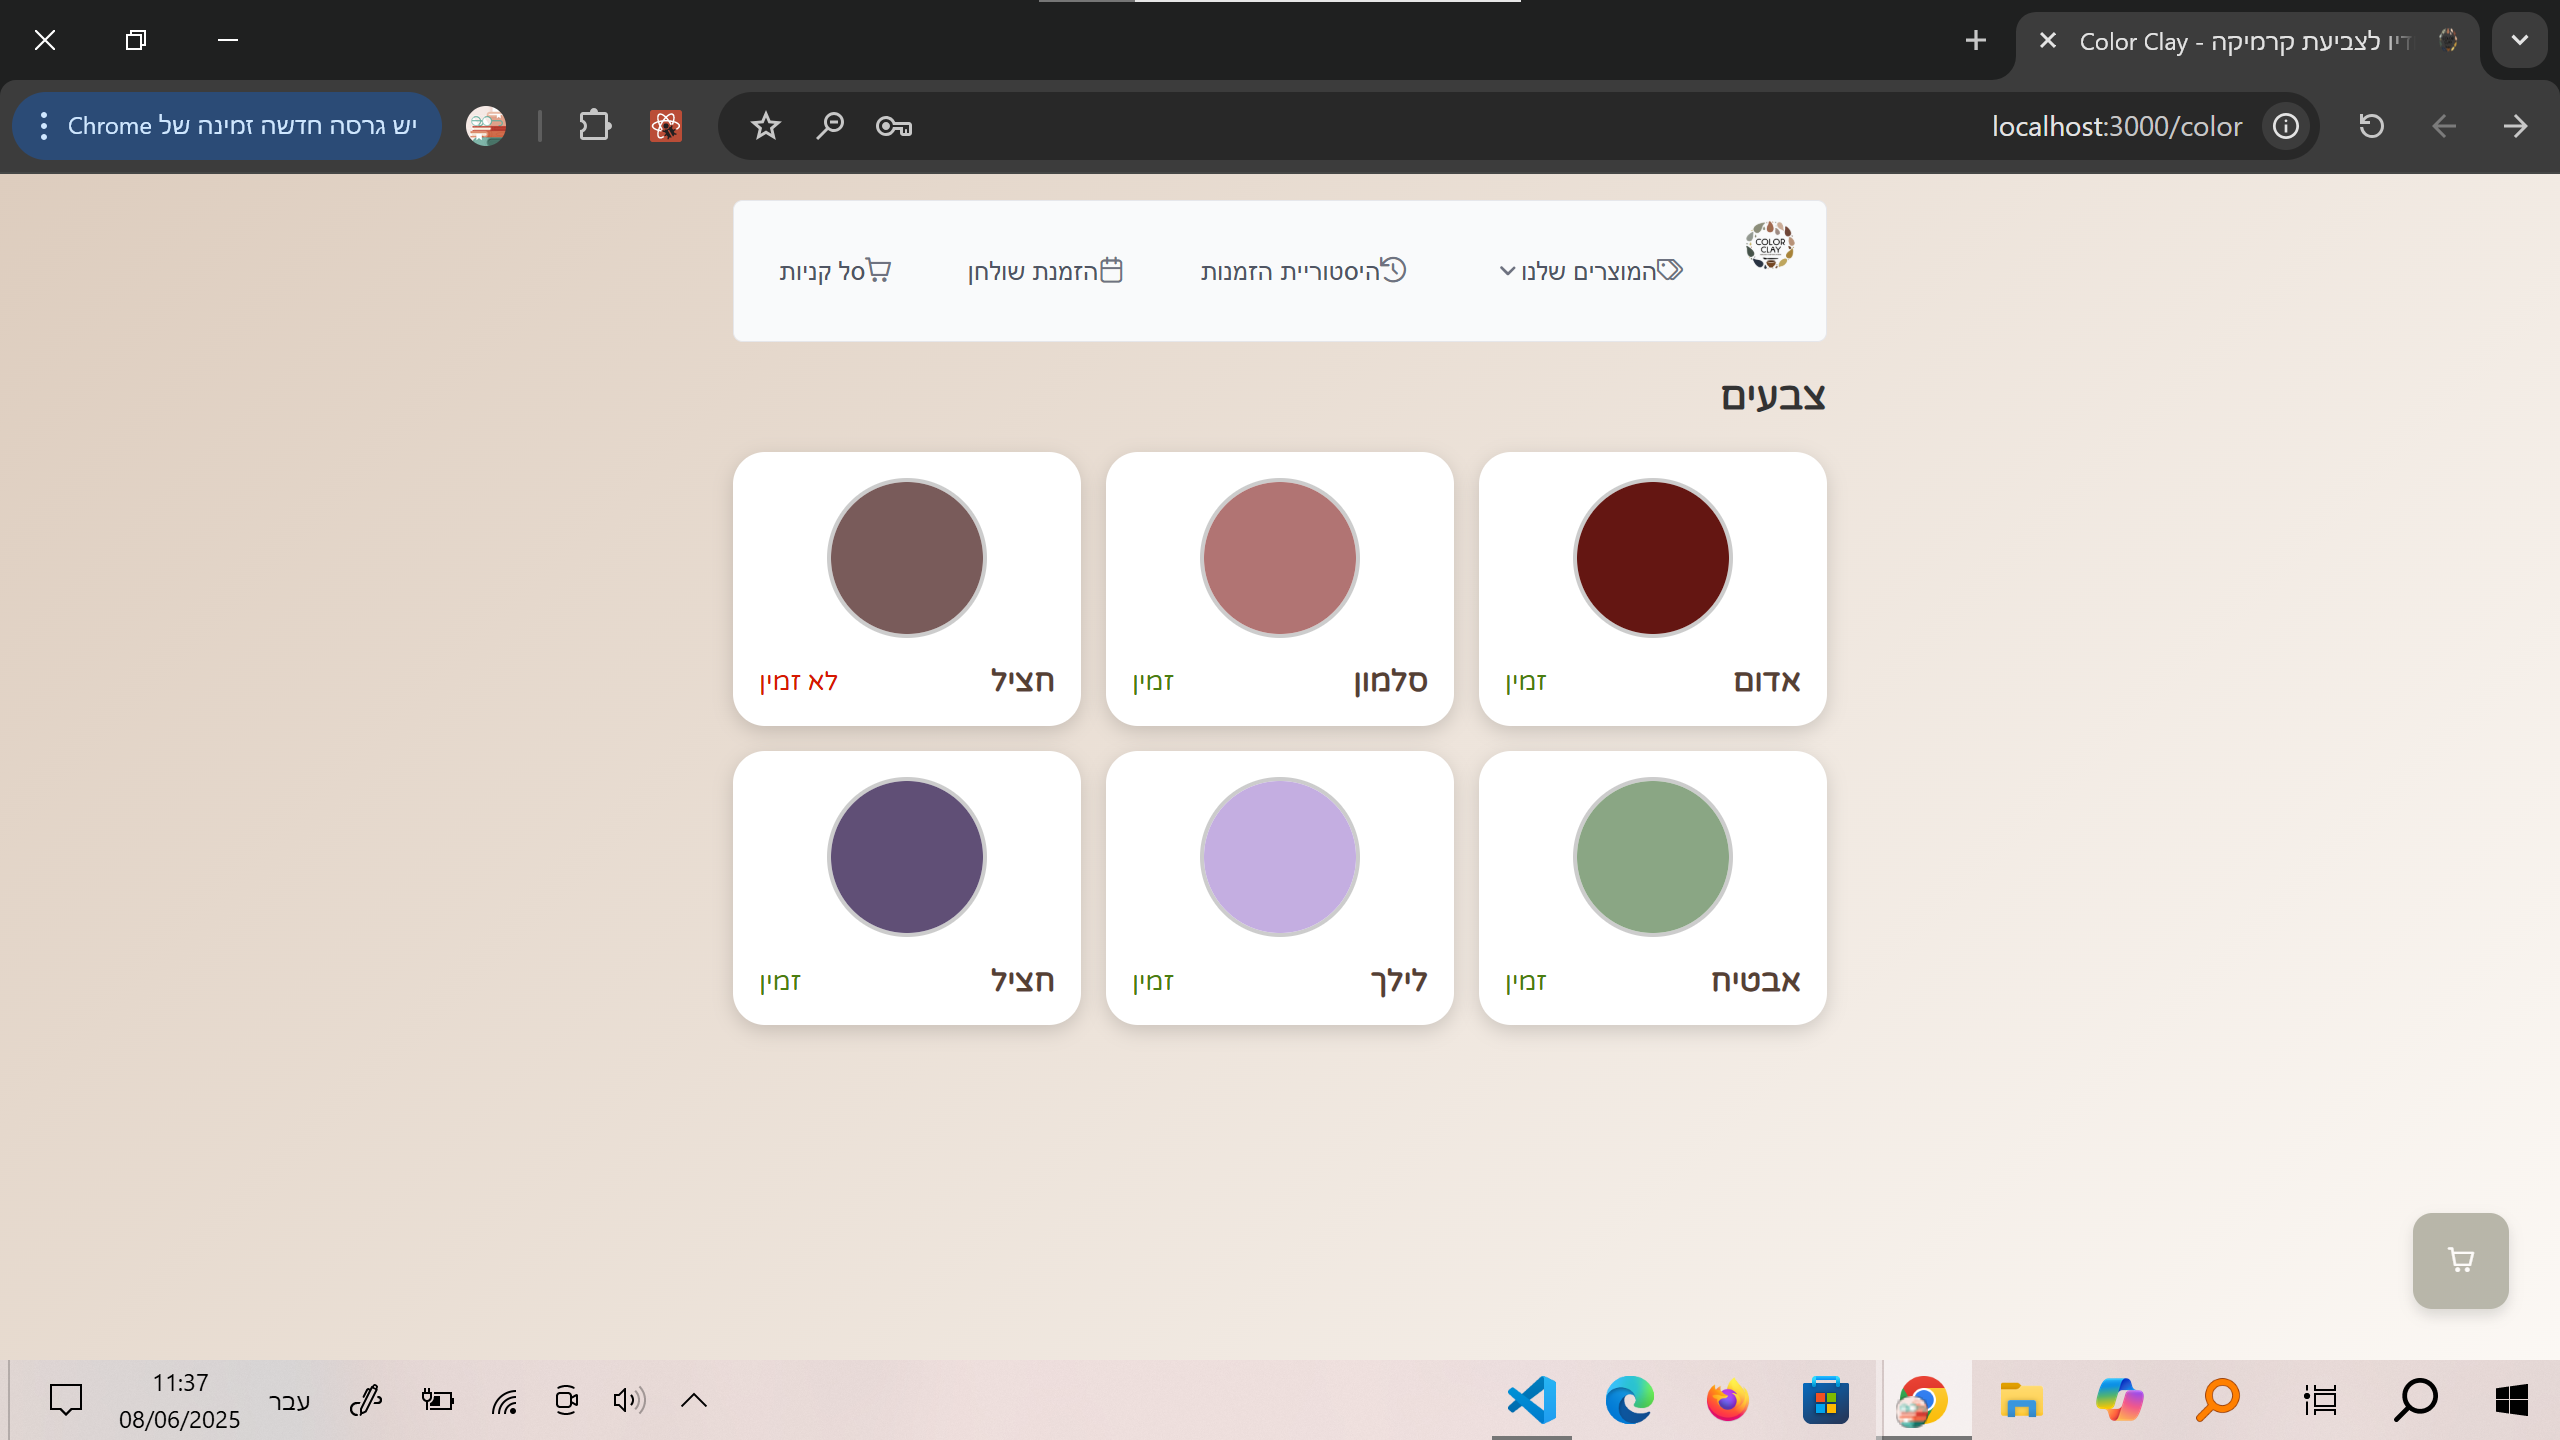 Color Clay - דיו לצביעת קרמיקה
localhost:3000/color
יש גרסה חדשה זמינה של Chrome
COLOR
CLAY
המוצרים שלנו
היסטוריית הזמנות
הזמנת שולחן
סל קניות
צבעים
אדום זמין
סלמון זמין
חציל לא זמין
אבטיח זמין
לילך זמין
חציל זמין
עבר
11:37
08/06/2025